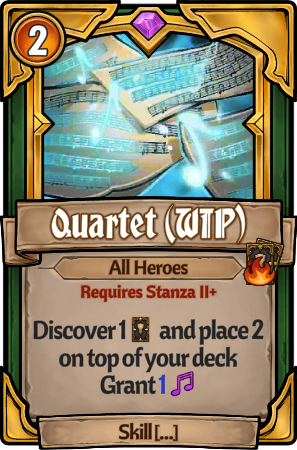 2
Quartet (WIP)
All Heroes
Requires Stanza II+
Discover 1 and place 2
on top of your deck
Grant 1
Skill [...]